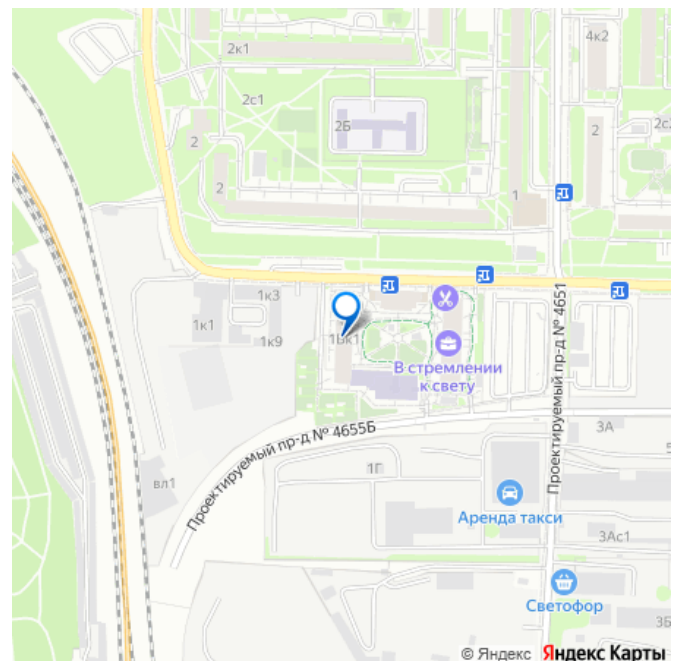 2к1
4к2
2с1
2Б
2
2
2с
2
1
1к3
1к1
1к9
1Вк1
В стремлении
к свету
Проектируемый пр-д № 4651
Проектируемый пр-д № 4655Б
3А
вл1
1Г
Аренда такси
3Ас1
Светофор
3Б
© Яндекс Яндекс Карты